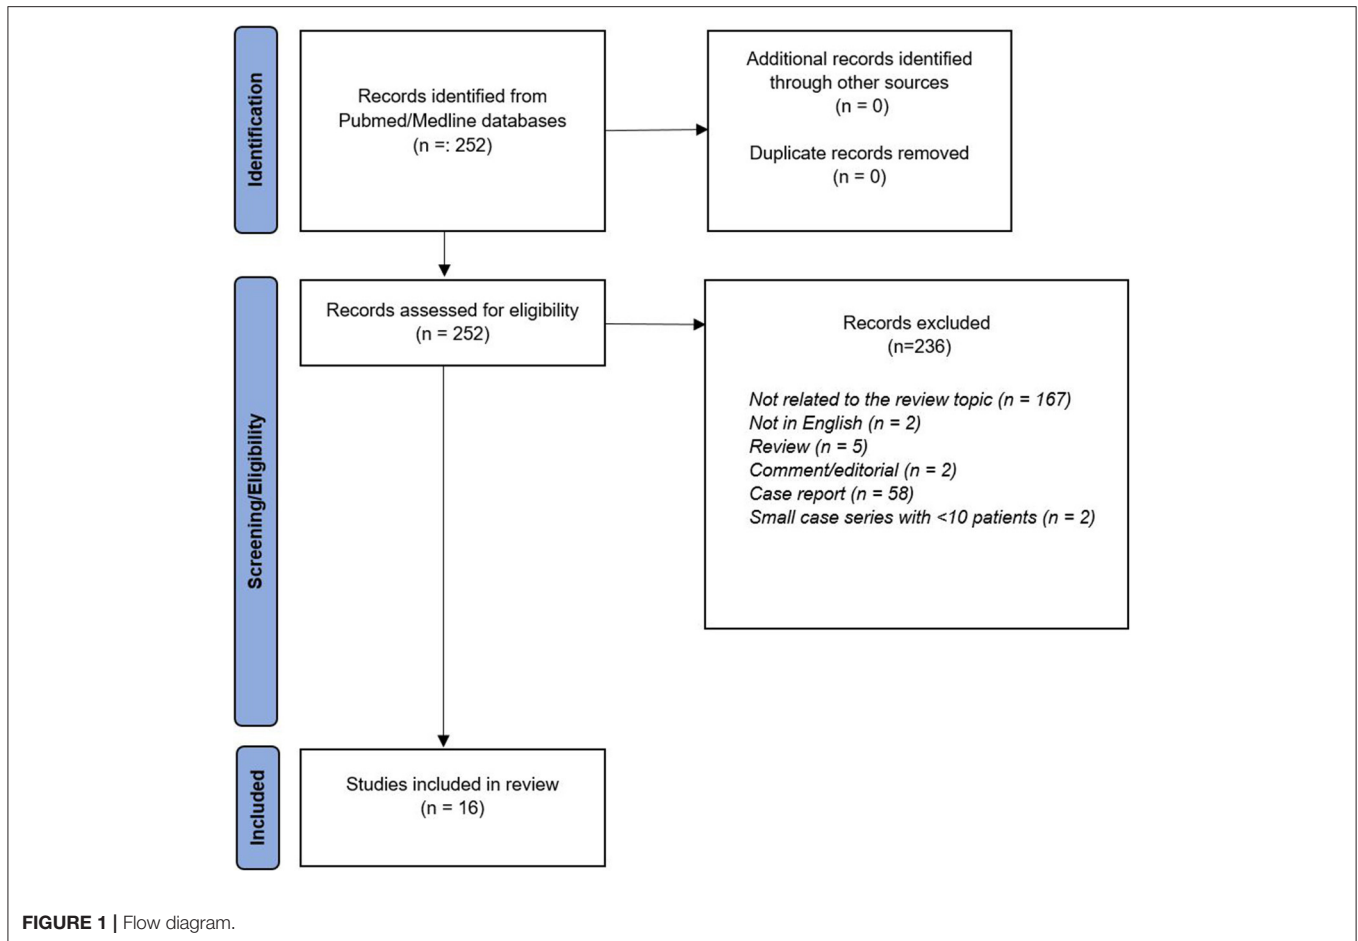 Identification
Records identified from
Pubmed/Medline databases
(n =: 252)
Additional records identified
through other sources
(n = 0)
Duplicate records removed
(n = 0)
Screening/Eligibility
Records assessed for eligibility
(n = 252)
Records excluded
(n=236)
Not related to the review topic (n = 167)
Not in English (n = 2)
Review (n = 5)
Comment/editorial (n = 2)
Case report (n = 58)
Small case series with <10 patients (n = 2)
Included
Studies included in review
(n = 16)
FIGURE 1 | Flow diagram.